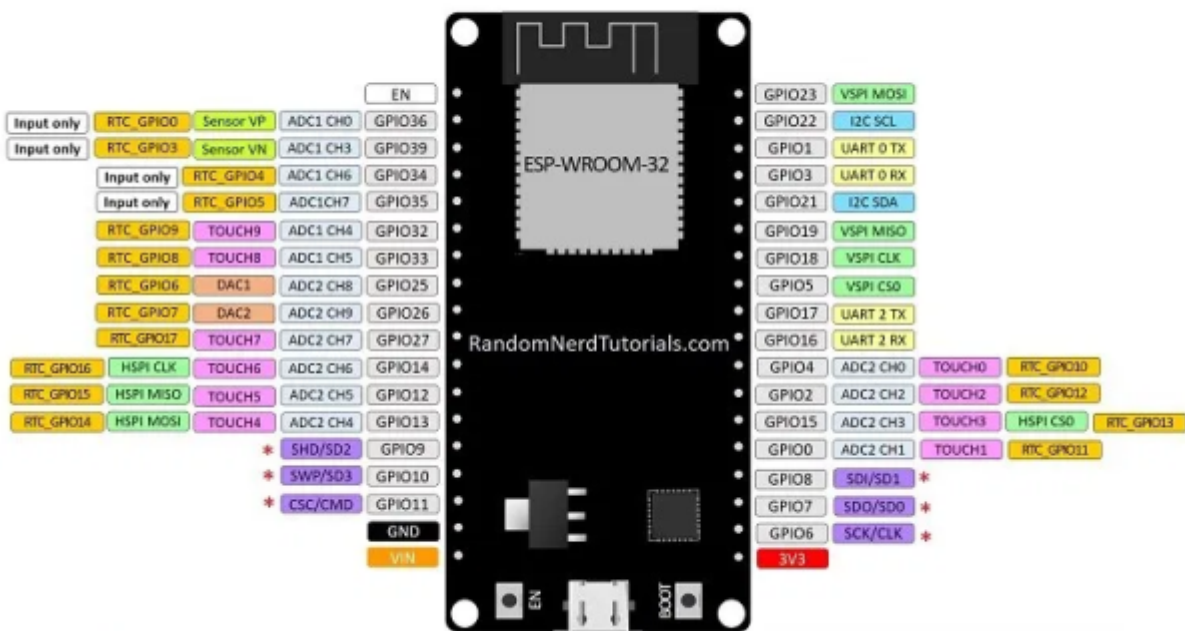 EN
Input only RTC_GPIO0 Sensor VP ADC1 CH0 GPIO36
Input only RTC_GPIO3 Sensor VN ADC1 CH3 GPIO39
Input only RTC_GPIO4 ADC1 CH6 GPIO34
Input only RTC_GPIO5 ADC1CH7 GPIO35
RTC_GPIO9 TOUCH9 ADC1 CH4 GPIO32
RTC_GPIO8 TOUCH8 ADC1 CH5 GPIO33
RTC_GPIO6 DAC1 ADC2 CH8 GPIO25
RTC_GPIO7 DAC2 ADC2 CH9 GPIO26
RTC_GPIO17 TOUCH7 ADC2 CH7 GPIO27
RTC_GPIO16 HSPI CLK TOUCH6 ADC2 CH6 GPIO14
RTC_GPIO15 HSPI MISO TOUCH5 ADC2 CH5 GPIO12
RTC_GPIO14 HSPI MOSI TOUCH4 ADC2 CH4 GPIO13
* SHD/SD2 GPIO9
* SWP/SD3 GPIO10
* CSC/CMD GPIO11
GND
VIN
ESP-WROOM-32
RandomNerdTutorials.com
EN
BOOT
GPIO23 VSPI MOSI
GPIO22 I2C SCL
GPIO1 UART 0 TX
GPIO3 UART 0 RX
GPIO21 I2C SDA
GPIO19 VSPI MISO
GPIO18 VSPI CLK
GPIO5 VSPI CS0
GPIO17 UART 2 TX
GPIO16 UART 2 RX
GPIO4 ADC2 CH0 TOUCH0 RTC_GPIO10
GPIO2 ADC2 CH2 TOUCH2 RTC_GPIO12
GPIO15 ADC2 CH3 TOUCH3 HSPI CS0 RTC_GPIO13
GPIO0 ADC2 CH1 TOUCH1 RTC_GPIO11
GPIO8 SDI/SD1 *
GPIO7 SDO/SD0 *
GPIO6 SCK/CLK *
3V3